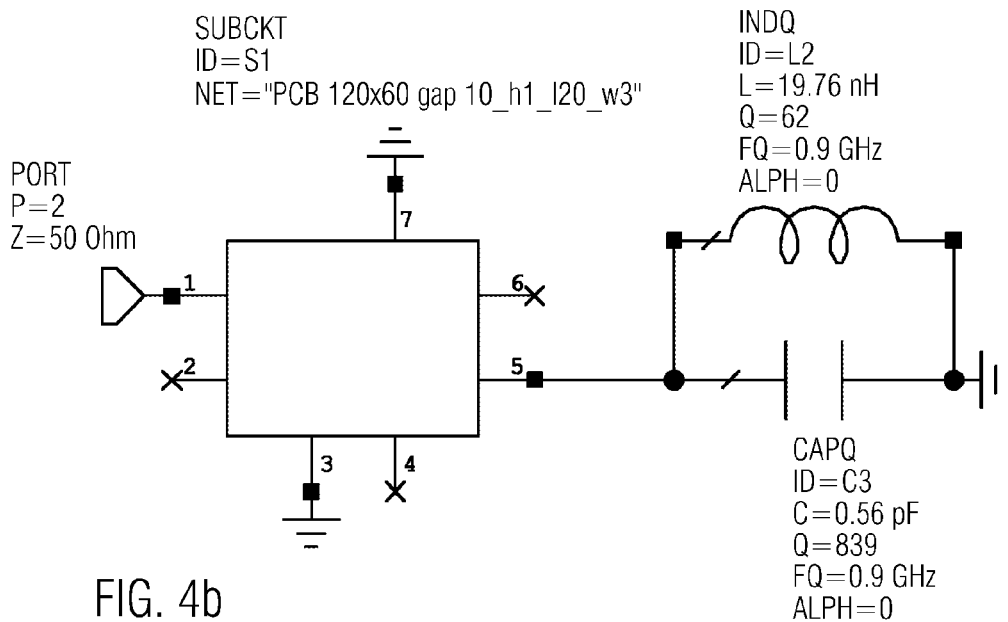 SUBCKT
ID=S1
NET="PCB 120x60 gap 10_h1_l20_w3"
INDQ
ID=L2
L=19.76 nH
Q=62
FQ=0.9 GHz
ALPH=0
PORT
P=2
Z=50 Ohm
7
1
6
2
5
3
4
CAPQ
ID=C3
C=0.56 pF
Q=839
FQ=0.9 GHz
ALPH=0
FIG. 4b